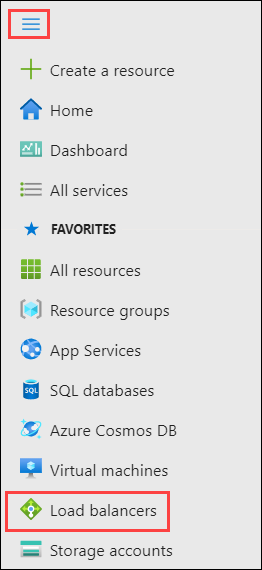 Create a resource
Home
Dashboard
All services
FAVORITES
All resources
Resource groups
App Services
SQL
SQL databases
Azure Cosmos DB
Virtual machines
Load balancers
Storage accounts